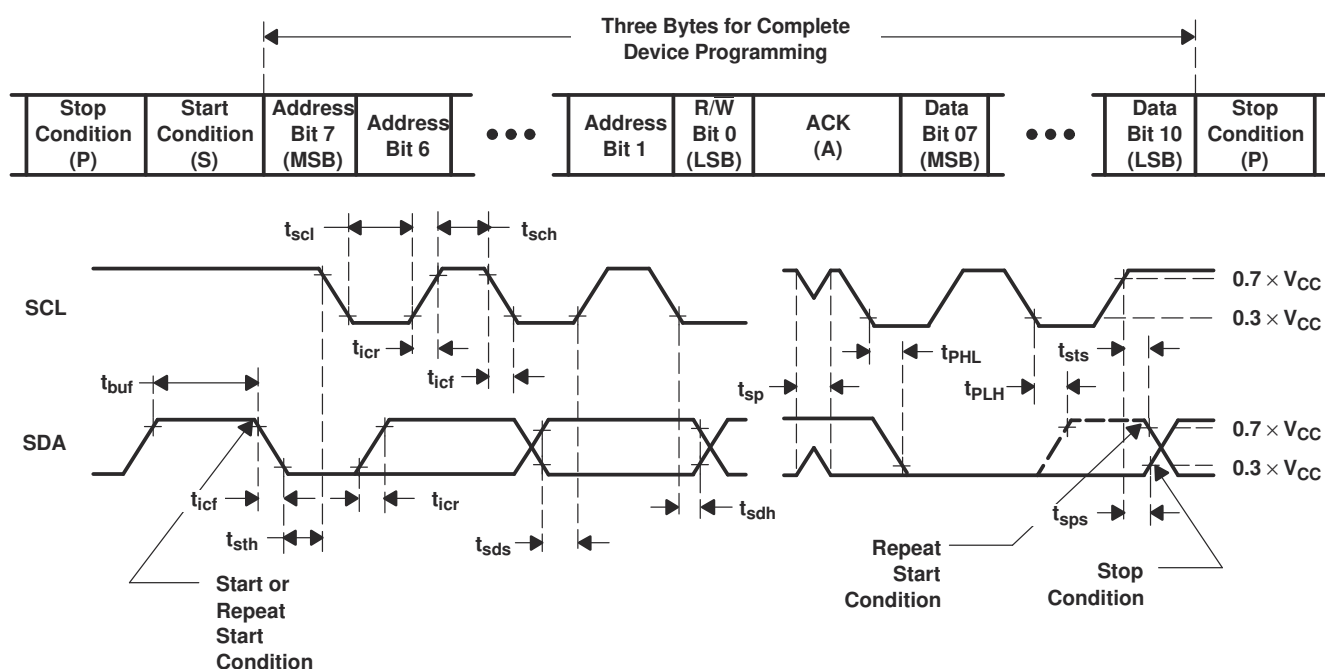 Three Bytes for Complete
Device Programming
Stop
Condition
(P)
Start
Condition
(S)
Address
Bit 7
(MSB)
Address
Bit 6
•••
Address
Bit 1
R/W̅
Bit 0
(LSB)
ACK
(A)
Data
Bit 07
(MSB)
•••
Data
Bit 10
(LSB)
Stop
Condition
(P)
tscl
tsch
SCL
0.7 × VCC
0.3 × VCC
ticr
ticf
tPHL
tsts
tbuf
tsp
tPLH
SDA
0.7 × VCC
0.3 × VCC
ticf
ticr
tsdh
tsth
tsds
tsps
Start or
Repeat
Start
Condition
Repeat
Start
Condition
Stop
Condition